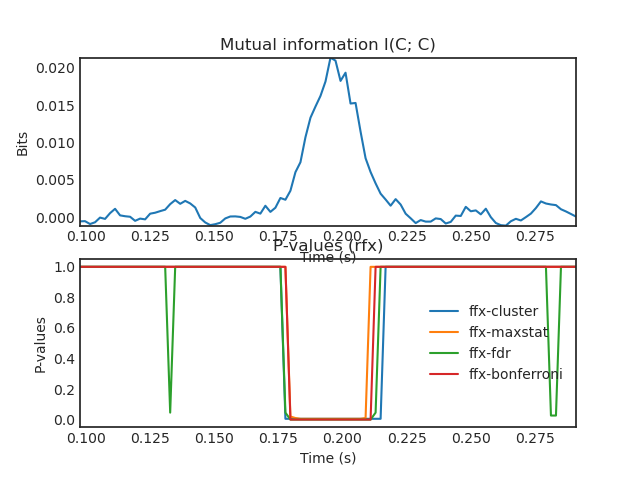 Mutual information I(C; C)
0.020
0.015
0.010
0.005
0.000
Bits
0.100 0.125 0.150 0.175 0.200 0.225 0.250 0.275
Time (s)
P-values (rfx)
1.0
0.8
0.6
0.4
0.2
0.0
P-values
ffx-cluster
ffx-maxstat
ffx-fdr
ffx-bonferroni
0.100 0.125 0.150 0.175 0.200 0.225 0.250 0.275
Time (s)